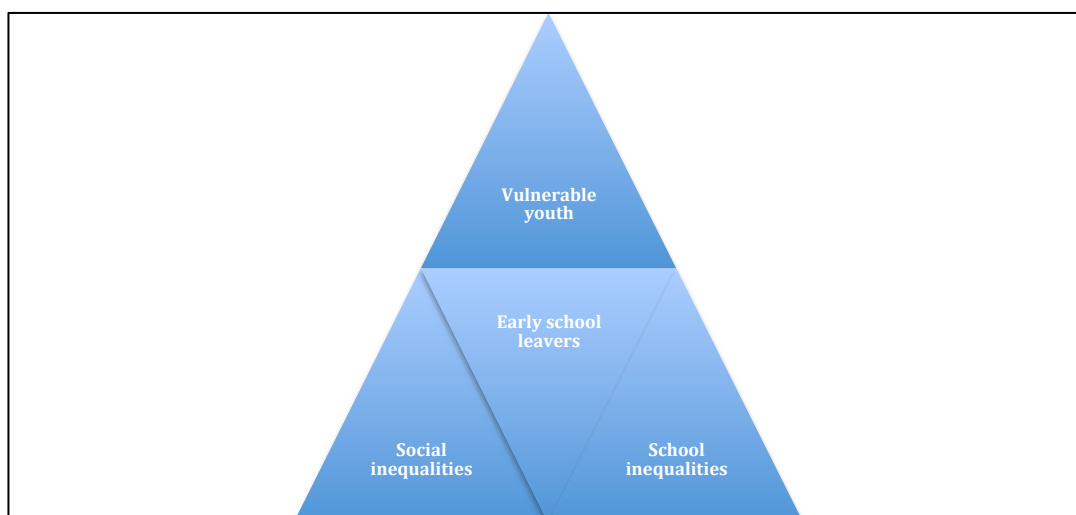 Vulnerable
youth
Early school
leavers
Social
inequalities
School
inequalities